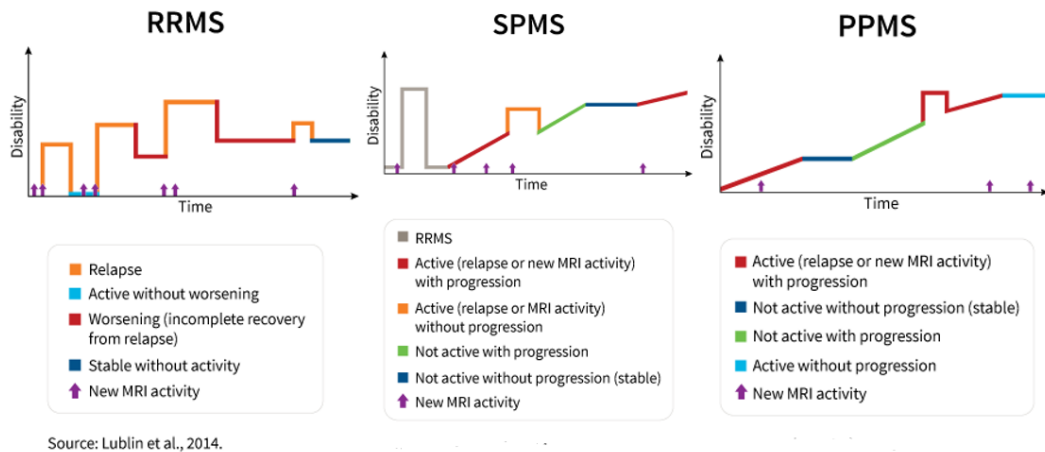 RRMS
Disability
Time
Relapse
Active without worsening
Worsening (incomplete recovery
from relapse)
Stable without activity
New MRI activity
Source: Lublin et al., 2014.
SPMS
Disability
Time
RRMS
Active (relapse or new MRI activity)
with progression
Active (relapse or MRI activity)
without progression
Not active with progression
Not active without progression (stable)
New MRI activity
PPMS
Disability
Time
Active (relapse or new MRI activity)
with progression
Not active without progression (stable)
Not active with progression
Active without progression
New MRI activity